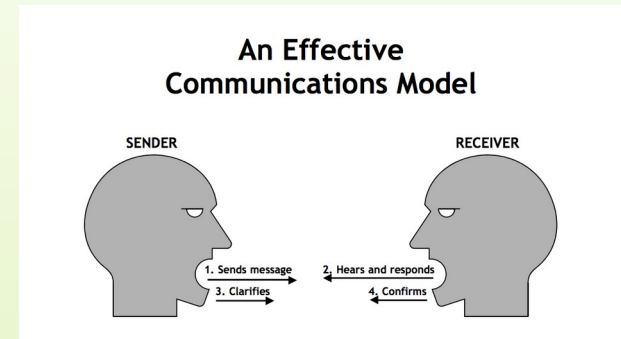 An Effective
Communications Model
SENDER
RECEIVER
1. Sends message
2. Hears and responds
3. Clarifies
4. Confirms